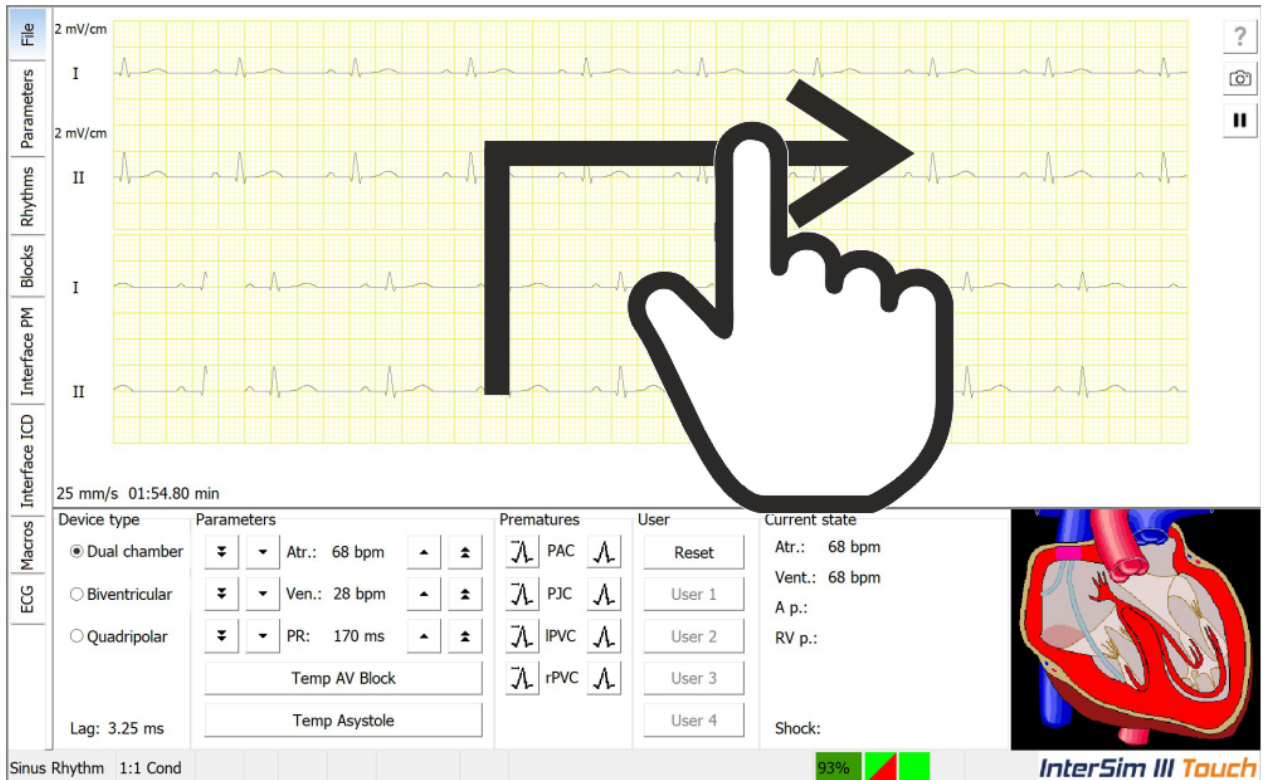 File
Parameters
Rhythms
Blocks
Interface PM
Interface ICD
Macros
ECG
2 mV/cm
I
2 mV/cm
II
I
II
25 mm/s 01:54.80 min
?
Device type
Dual chamber
Biventricular
Quadripolar
Lag: 3.25 ms
Parameters
Atr.: 68 bpm
Ven.: 28 bpm
PR: 170 ms
Temp AV Block
Temp Asystole
Prematures
PAC
PJC
lPVC
rPVC
User
Reset
User 1
User 2
User 3
User 4
Current state
Atr.: 68 bpm
Vent.: 68 bpm
A p.:
RV p.:
Shock:
Sinus Rhythm 1:1 Cond
93%
InterSim III Touch